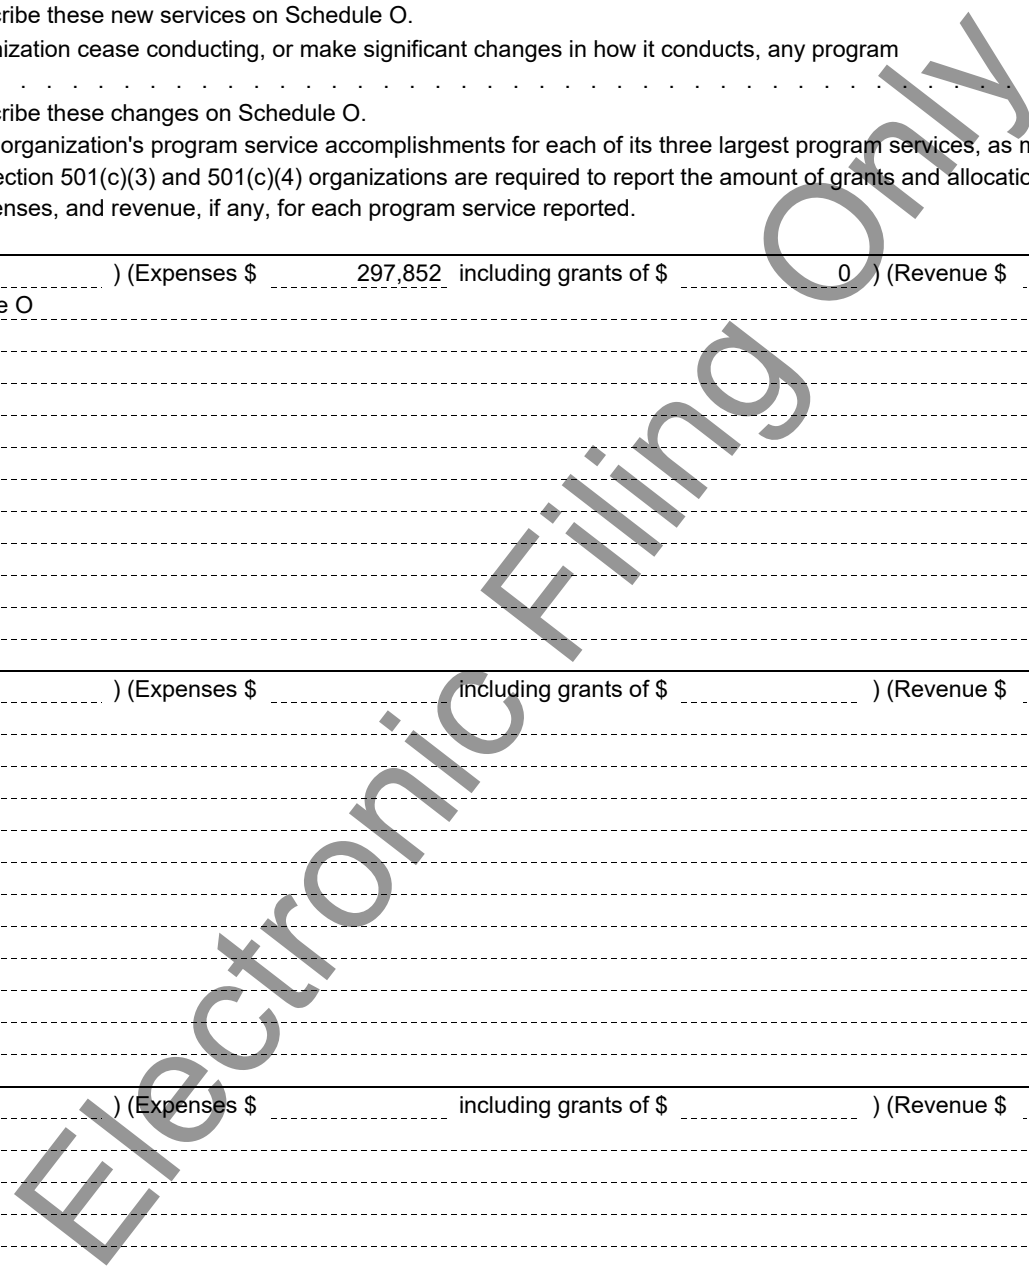 ribe these new services on Schedule O.
nization cease conducting, or make significant changes in how it conducts, any program
. . . . . . . . . . . . . . . . . . . . . . . . . . . . . . . . . . . . . . .
ribe these changes on Schedule O.
organization's program service accomplishments for each of its three largest program services, as m
ection 501(c)(3) and 501(c)(4) organizations are required to report the amount of grants and allocatio
enses, and revenue, if any, for each program service reported.
) (Expenses $ 297,852 including grants of $ 0 ) (Revenue $
e O
) (Expenses $ including grants of $ ) (Revenue $
) (Expenses $ including grants of $ ) (Revenue $
Electronic Filing Only